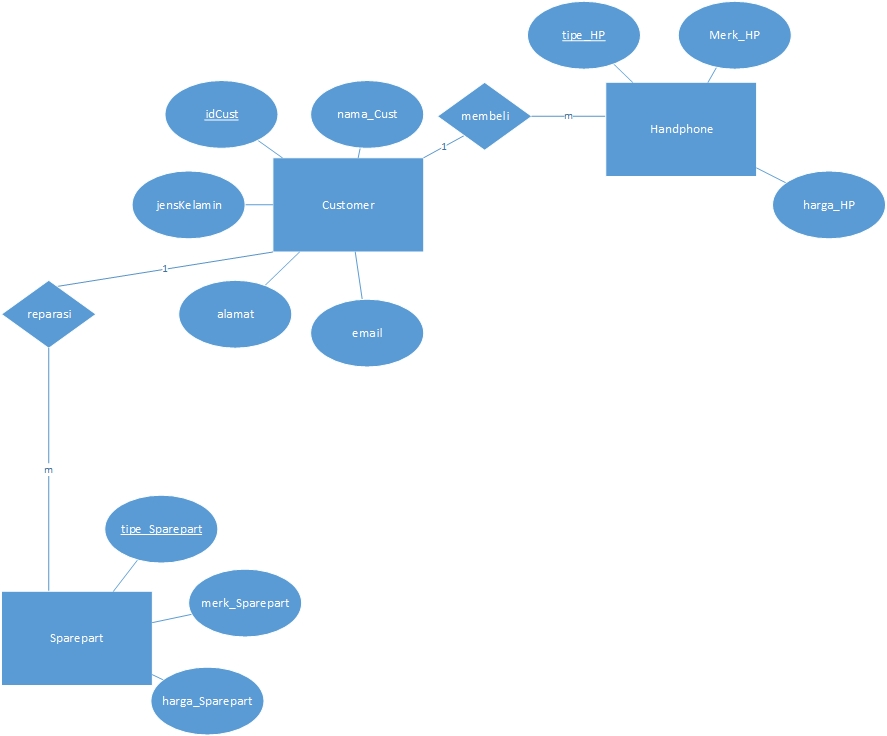 tipe_HP
Merk_HP
idCust
nama_Cust
membeli
m
Handphone
1
jensKelamin
Customer
harga_HP
1
reparasi
alamat
email
m
tipe_Sparepart
merk_Sparepart
Sparepart
harga_Sparepart